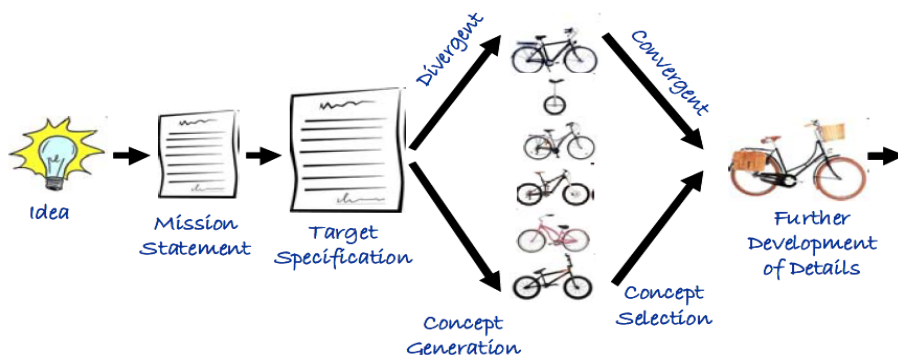 Idea
Mission
Statement
Target
Specification
Divergent
Concept
Generation
Convergent
Concept
Selection
Further
Development
of Details